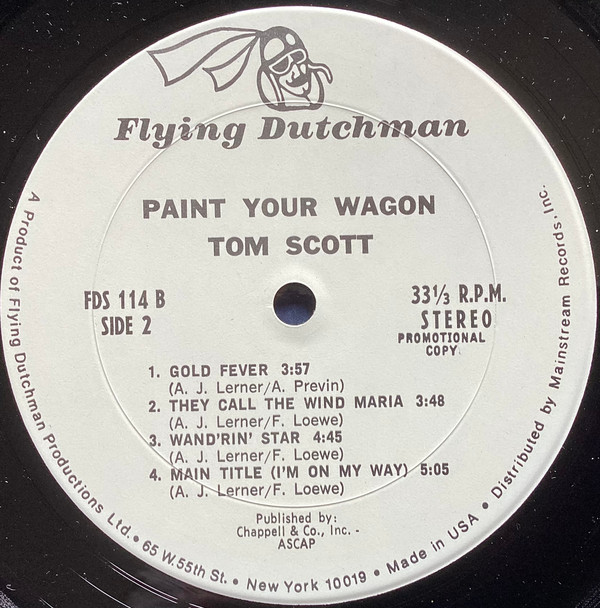 Flying Dutchman
PAINT YOUR WAGON
TOM SCOTT
FDS 114 B
SIDE 2
33⅓ R.P.M.
STEREO
PROMOTIONAL
COPY
1. GOLD FEVER 3:57
(A. J. Lerner/A. Previn)
2. THEY CALL THE WIND MARIA 3:48
(A. J. Lerner/F. Loewe)
3. WAND'RIN' STAR 4:45
(A. J. Lerner/F. Loewe)
4. MAIN TITLE (I'M ON MY WAY) 5:05
(A. J. Lerner/F. Loewe)
Published by:
Chappell & Co., Inc. -
ASCAP
A Product of Flying Dutchman Productions Ltd. • 65 W. 55th St. • New York 10019 • Made in USA • Distributed by Mainstream Records, Inc.